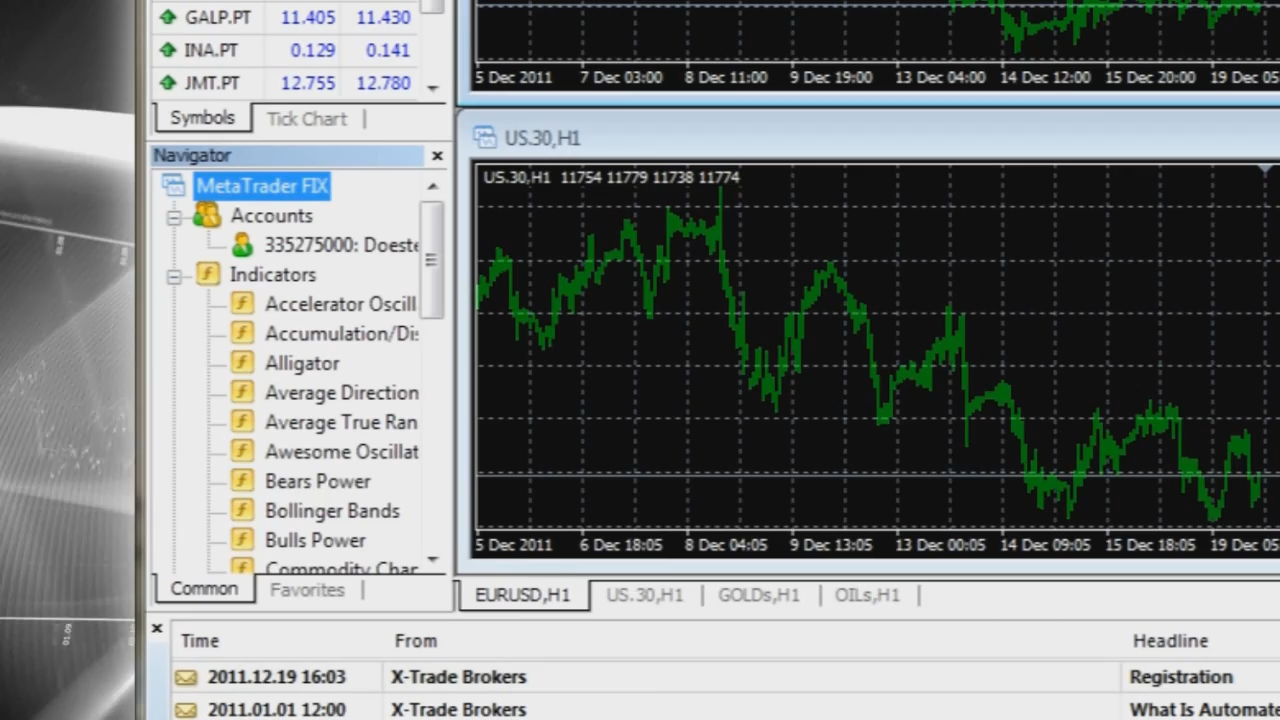 GALP.PT 11.405 11.430
INA.PT 0.129 0.141
JMT.PT 12.755 12.780
Symbols Tick Chart
Navigator
MetaTrader FIX
Accounts
335275000: Doeste
Indicators
Accelerator Oscill
Accumulation/Dis
Alligator
Average Direction
Average True Ran
Awesome Oscillat
Bears Power
Bollinger Bands
Bulls Power
Commodity Char
Common Favorites
5 Dec 2011 7 Dec 03:00 8 Dec 11:00 9 Dec 19:00 13 Dec 04:00 14 Dec 12:00 15 Dec 20:00 19 Dec 05
US.30,H1
US.30,H1 11754 11779 11738 11774
5 Dec 2011 6 Dec 18:05 8 Dec 04:05 9 Dec 13:05 13 Dec 00:05 14 Dec 09:05 15 Dec 18:05 19 Dec 05
EURUSD,H1 US.30,H1 GOLDs,H1 OILs,H1
Time From Headline
2011.12.19 16:03 X-Trade Brokers Registration
2011.01.01 12:00 X-Trade Brokers What Is Automate